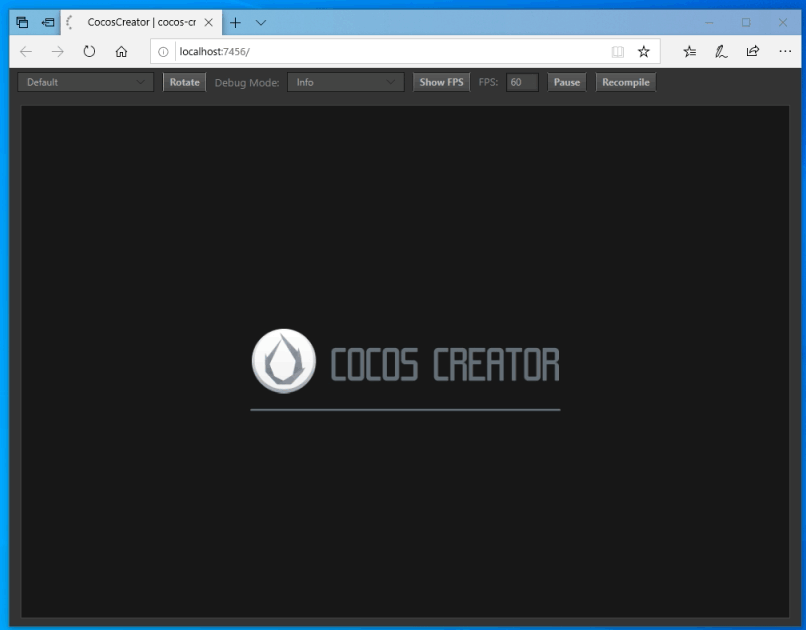 CocosCreator | cocos-cr
localhost:7456/
Default Rotate Debug Mode: Info Show FPS FPS: 60 Pause Recompile
COCOS CREATOR